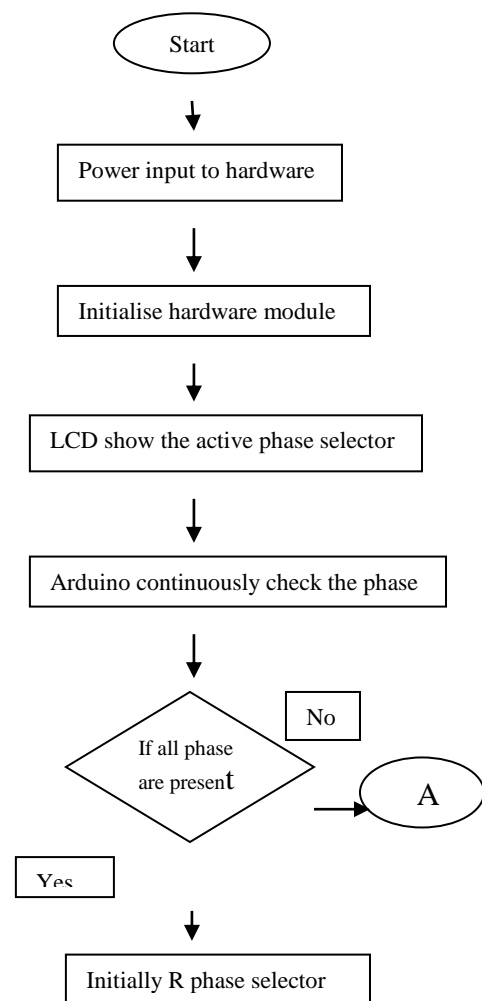 Start
Power input to hardware
Initialise hardware module
LCD show the active phase selector
Arduino continuously check the phase
No
If all phase
are present
A
Yes
Initially R phase selector